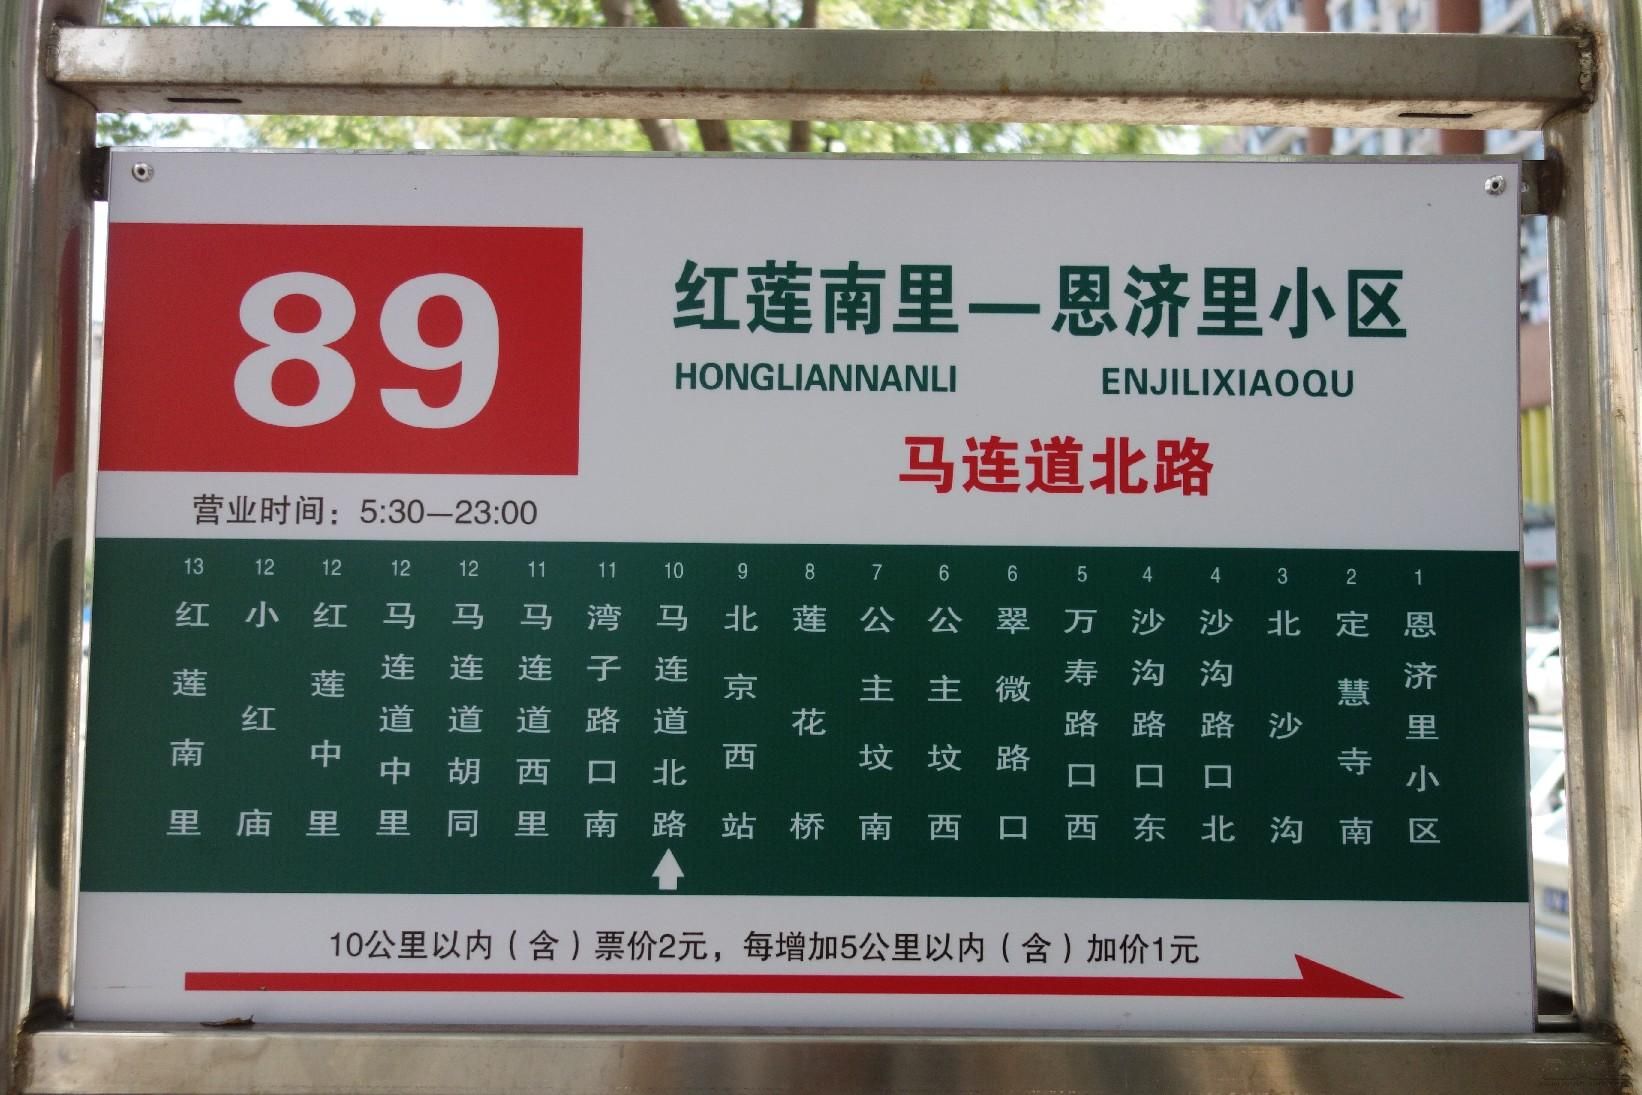 89
红莲南里—恩济里小区
HONGLIANNANLI ENJILIXIAOQU
马连道北路
营业时间：5:30—23:00
13 12 12 12 12 11 11 10 9 8 7 6 6 5 4 4 3 2 1
红莲南里
小红庙
红莲中里
马连道中里
马连道胡同
马连道西里
湾子路口南
马连道北路
北京西站
莲花桥
公主坟南
公主坟西
翠微路口
万寿路口西
沙沟路口东
沙沟路口北
北沙沟
定慧寺南
恩济里小区
10公里以内（含）票价2元，每增加5公里以内（含）加价1元